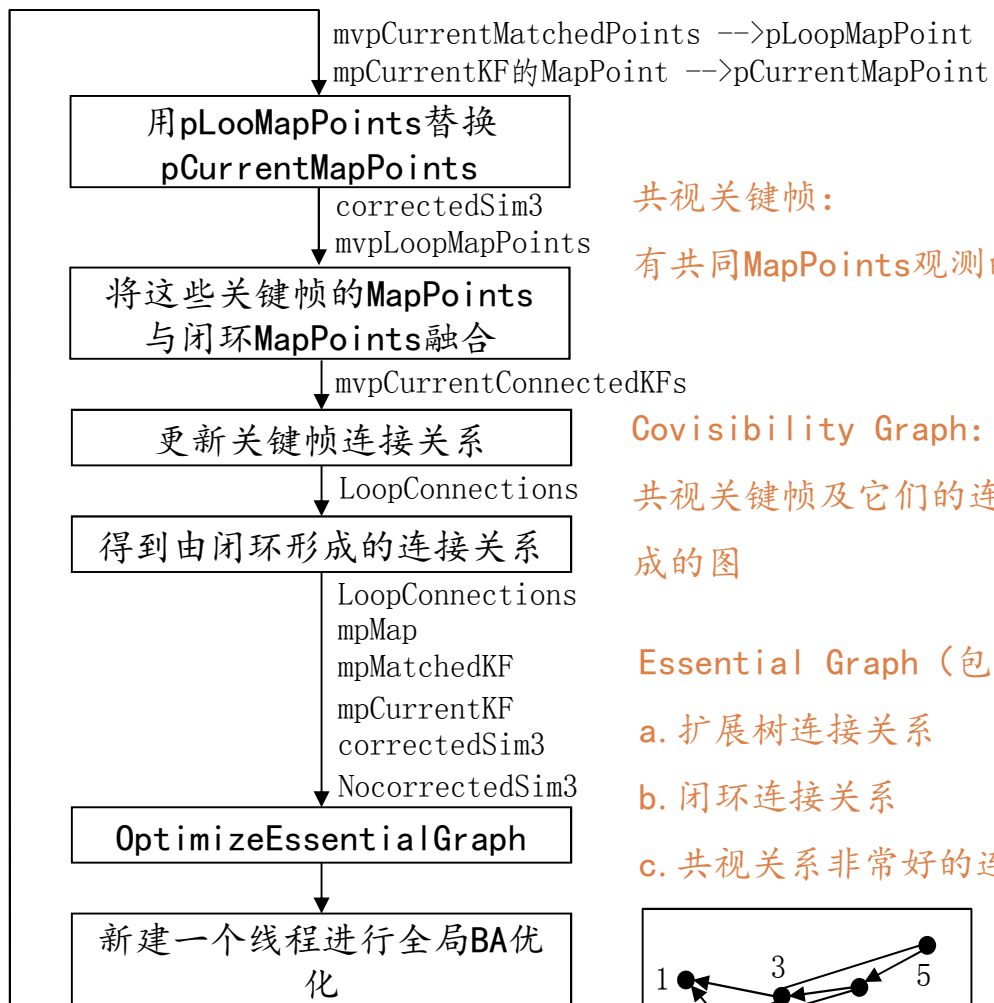 mvpCurrentMatchedPoints -->pLoopMapPoint
mpCurrentKF的MapPoint -->pCurrentMapPoint
用pLooMapPoints替换
pCurrentMapPoints
correctedSim3
mvpLoopMapPoints
将这些关键帧的MapPoints
与闭环MapPoints融合
mvpCurrentConnectedKFs
更新关键帧连接关系
LoopConnections
得到由闭环形成的连接关系
LoopConnections
mpMap
mpMatchedKF
mpCurrentKF
correctedSim3
NocorrectedSim3
OptimizeEssentialGraph
新建一个线程进行全局BA优
化
共视关键帧：
有共同MapPoints观测
Covisibility Graph：
共视关键帧及它们的连
成的图
Essential Graph（包
a.扩展树连接关系
b.闭环连接关系
c.共视关系非常好的连
1
3
5